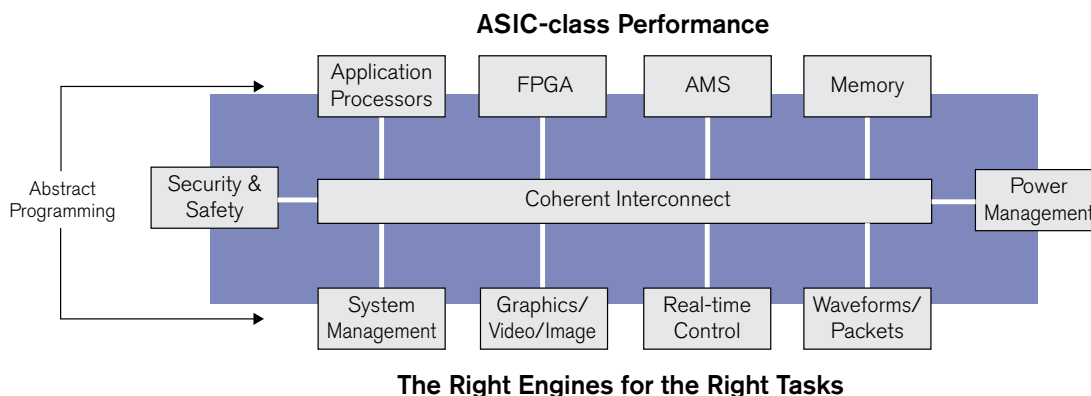 ASIC-class Performance
Application
Processors
FPGA
AMS
Memory
Abstract
Programming
Security &
Safety
Coherent Interconnect
Power
Management
System
Management
Graphics/
Video/Image
Real-time
Control
Waveforms/
Packets
The Right Engines for the Right Tasks